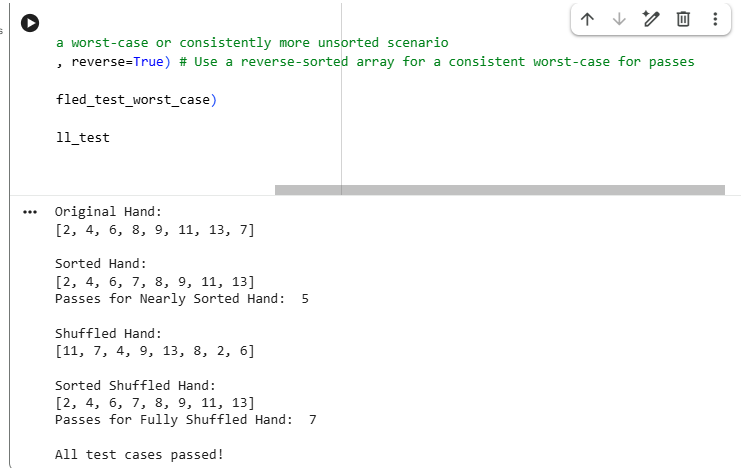 s
a worst-case or consistently more unsorted scenario
, reverse=True) # Use a reverse-sorted array for a consistent worst-case for passes
fled_test_worst_case)
ll_test
Original Hand:
[2, 4, 6, 8, 9, 11, 13, 7]
Sorted Hand:
[2, 4, 6, 7, 8, 9, 11, 13]
Passes for Nearly Sorted Hand:  5
Shuffled Hand:
[11, 7, 4, 9, 13, 8, 2, 6]
Sorted Shuffled Hand:
[2, 4, 6, 7, 8, 9, 11, 13]
Passes for Fully Shuffled Hand:  7
All test cases passed!